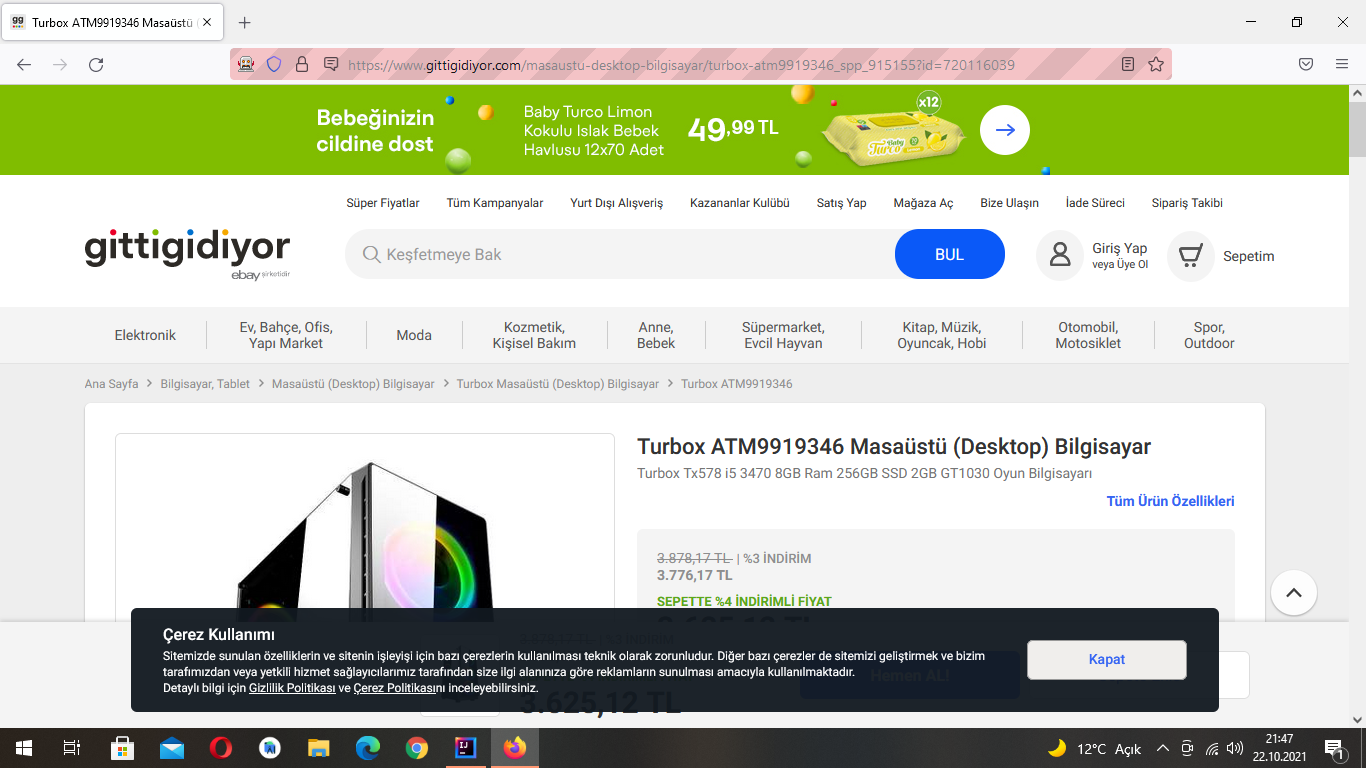 Turbox ATM9919346 Masaüstü (
https://www.gittigidiyor.com/masaustu-desktop-bilgisayar/turbox-atm9919346_spp_915155?id=720116039
Bebeğinizin
cildine dost
Baby Turco Limon
Kokulu Islak Bebek
Havlusu 12x70 Adet
49,99 TL
x12
Baby
Turco
Süper Fiyatlar
Tüm Kampanyalar
Yurt Dışı Alışveriş
Kazananlar Kulübü
Satış Yap
Mağaza Aç
Bize Ulaşın
İade Süreci
Sipariş Takibi
gittigidiyor
ebay şirketidir
Keşfetmeye Bak
BUL
Giriş Yap
veya Üye Ol
Sepetim
Elektronik
Ev, Bahçe, Ofis,
Yapı Market
Moda
Kozmetik,
Kişisel Bakım
Anne,
Bebek
Süpermarket,
Evcil Hayvan
Kitap, Müzik,
Oyuncak, Hobi
Otomobil,
Motosiklet
Spor,
Outdoor
Ana Sayfa > Bilgisayar, Tablet > Masaüstü (Desktop) Bilgisayar > Turbox Masaüstü (Desktop) Bilgisayar > Turbox ATM9919346
Turbox ATM9919346 Masaüstü (Desktop) Bilgisayar
Turbox Tx578 i5 3470 8GB Ram 256GB SSD 2GB GT1030 Oyun Bilgisayarı
Tüm Ürün Özellikleri
3.878,17 TL | %3 İNDİRİM
3.776,17 TL
SEPETTE %4 İNDİRİMLİ FİYAT
Çerez Kullanımı
Sitemizde sunulan özelliklerin ve sitenin işleyişi için bazı çerezlerin kullanılması teknik olarak zorunludur. Diğer bazı çerezler de sitemizi geliştirmek ve bizim
tarafımızdan veya yetkili hizmet sağlayıcılarımız tarafından size ilgi alanınıza göre reklamların sunulması amacıyla kullanılmaktadır.
Detaylı bilgi için Gizlilik Politikası ve Çerez Politikasını inceleyebilirsiniz.
Kapat
Hemen AL!
3.625,12 TL
12°C Açık
21:47
22.10.2021
1